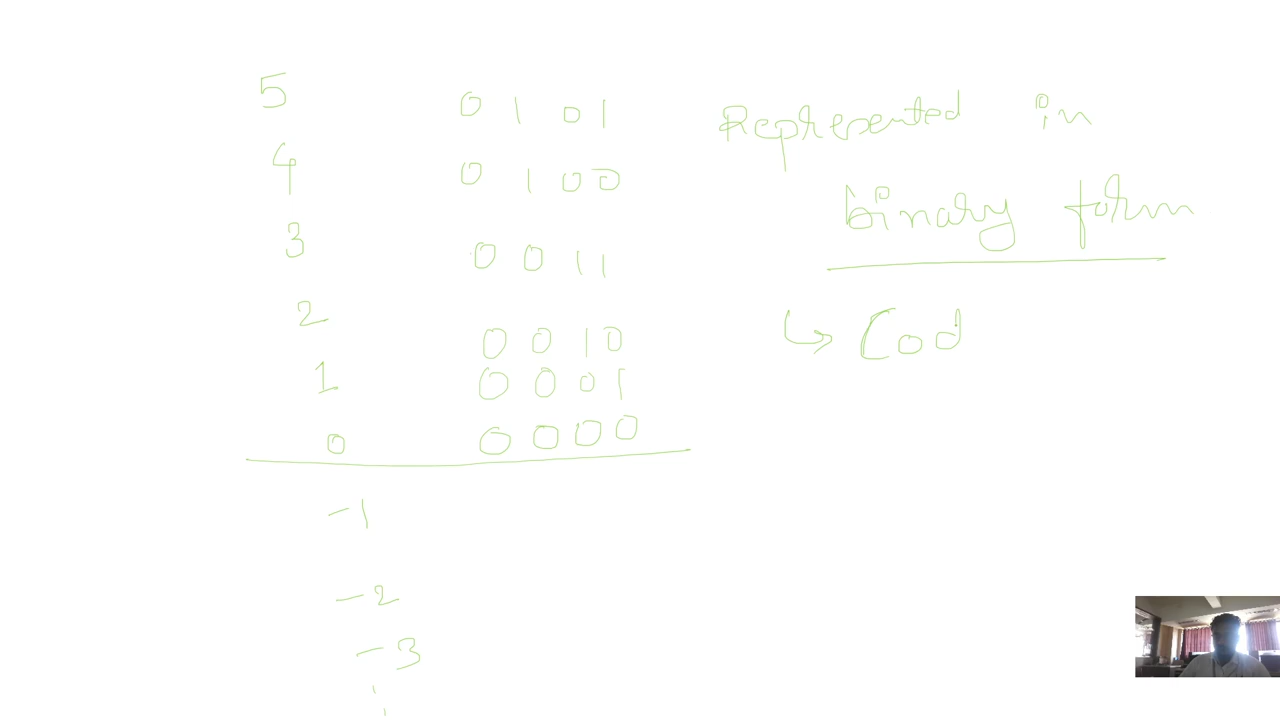 5 0101 Represented in
4 0100
binary form
3 0011
2 0010
↳ Cod
1 0001
0 0000
-1
-2
-3